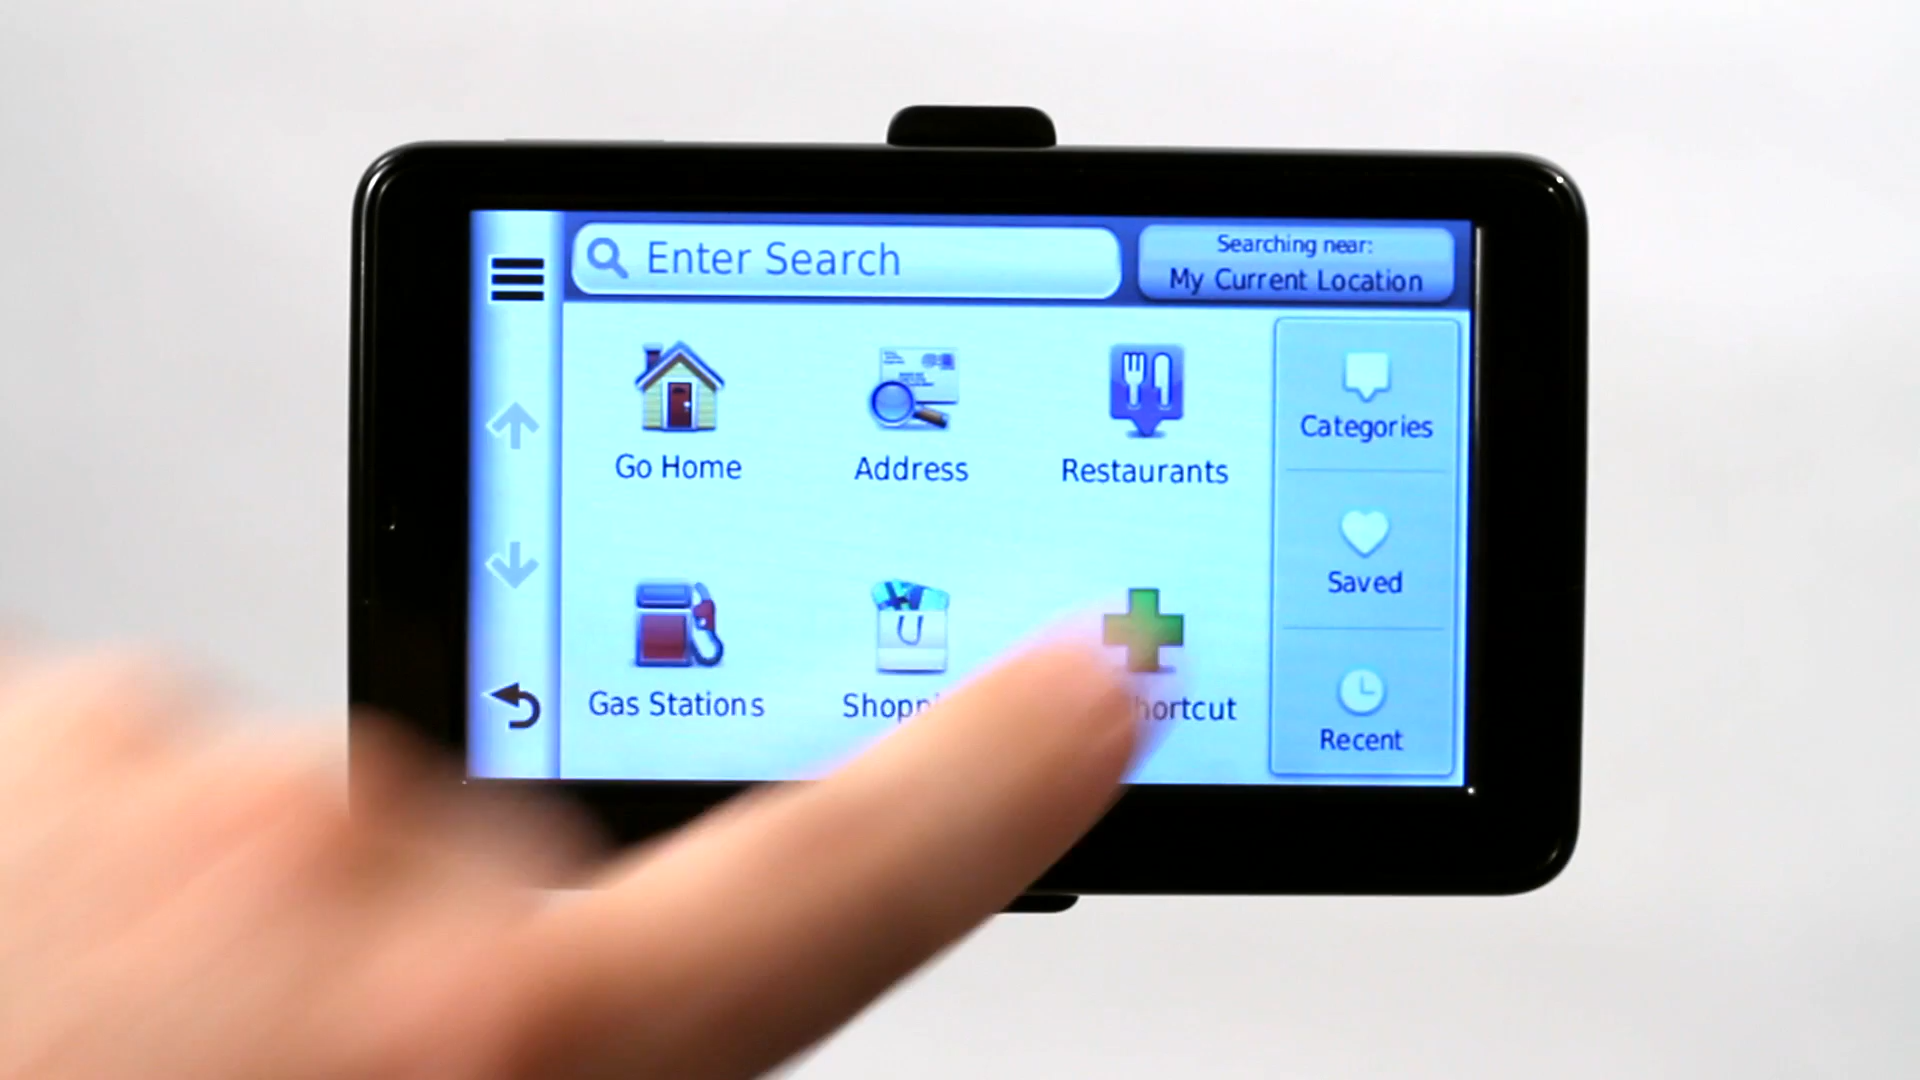 Enter Search
Searching near:
My Current Location
Go Home
Address
Restaurants
Categories
Saved
Gas Stations
Recent